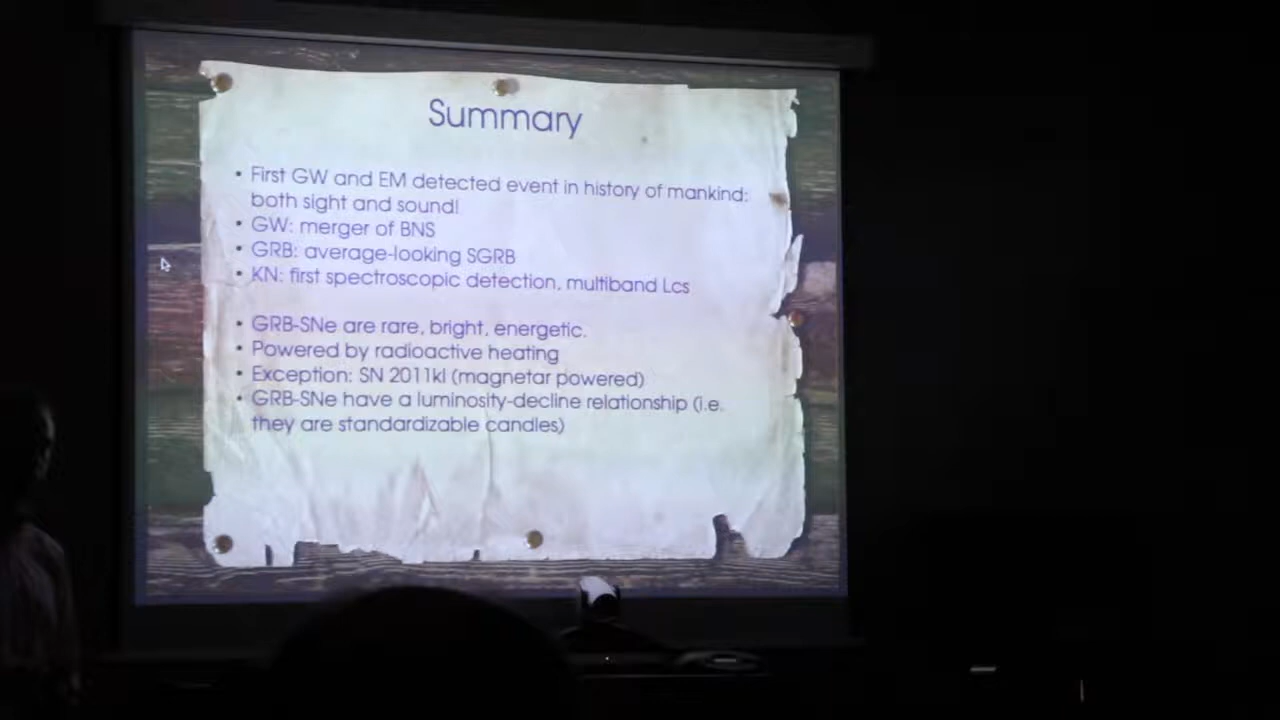 Summary
• First GW and EM detected event in history of mankind:
both sight and sound!
• GW: merger of BNS
• GRB: average-looking SGRB
• KN: first spectroscopic detection, multiband Lcs
• GRB-SNe are rare, bright, energetic.
• Powered by radioactive heating
• Exception: SN 2011kl (magnetar powered)
• GRB-SNe have a luminosity-decline relationship (i.e.
they are standardizable candles)